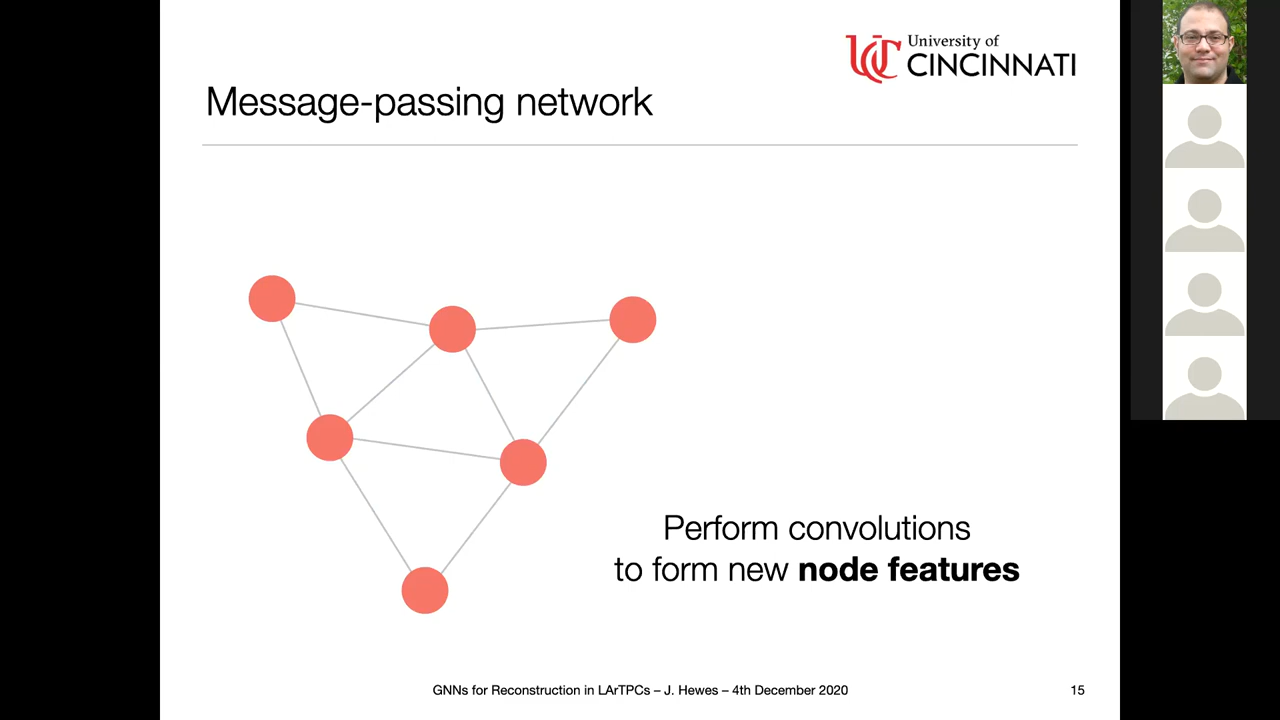 University of
CINCINNATI
Message-passing network
Perform convolutions
to form new node features
GNNs for Reconstruction in LArTPCs – J. Hewes – 4th December 2020
15